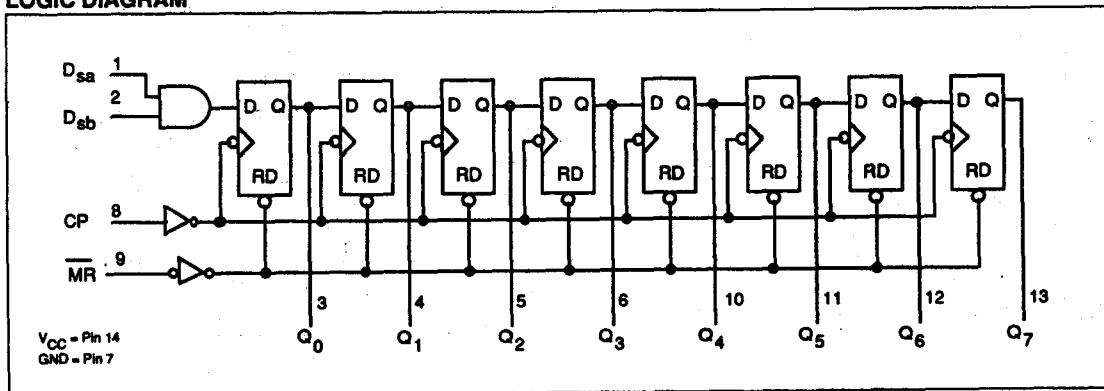 LOGIC DIAGRAM
Dsa 1
Dsb 2
D Q D Q D Q D Q D Q D Q D Q D Q
RD RD RD RD RD RD RD RD
CP 8
MR 9
3 4 5 6 10 11 12 13
Q0 Q1 Q2 Q3 Q4 Q5 Q6 Q7
VCC = Pin 14
GND = Pin 7